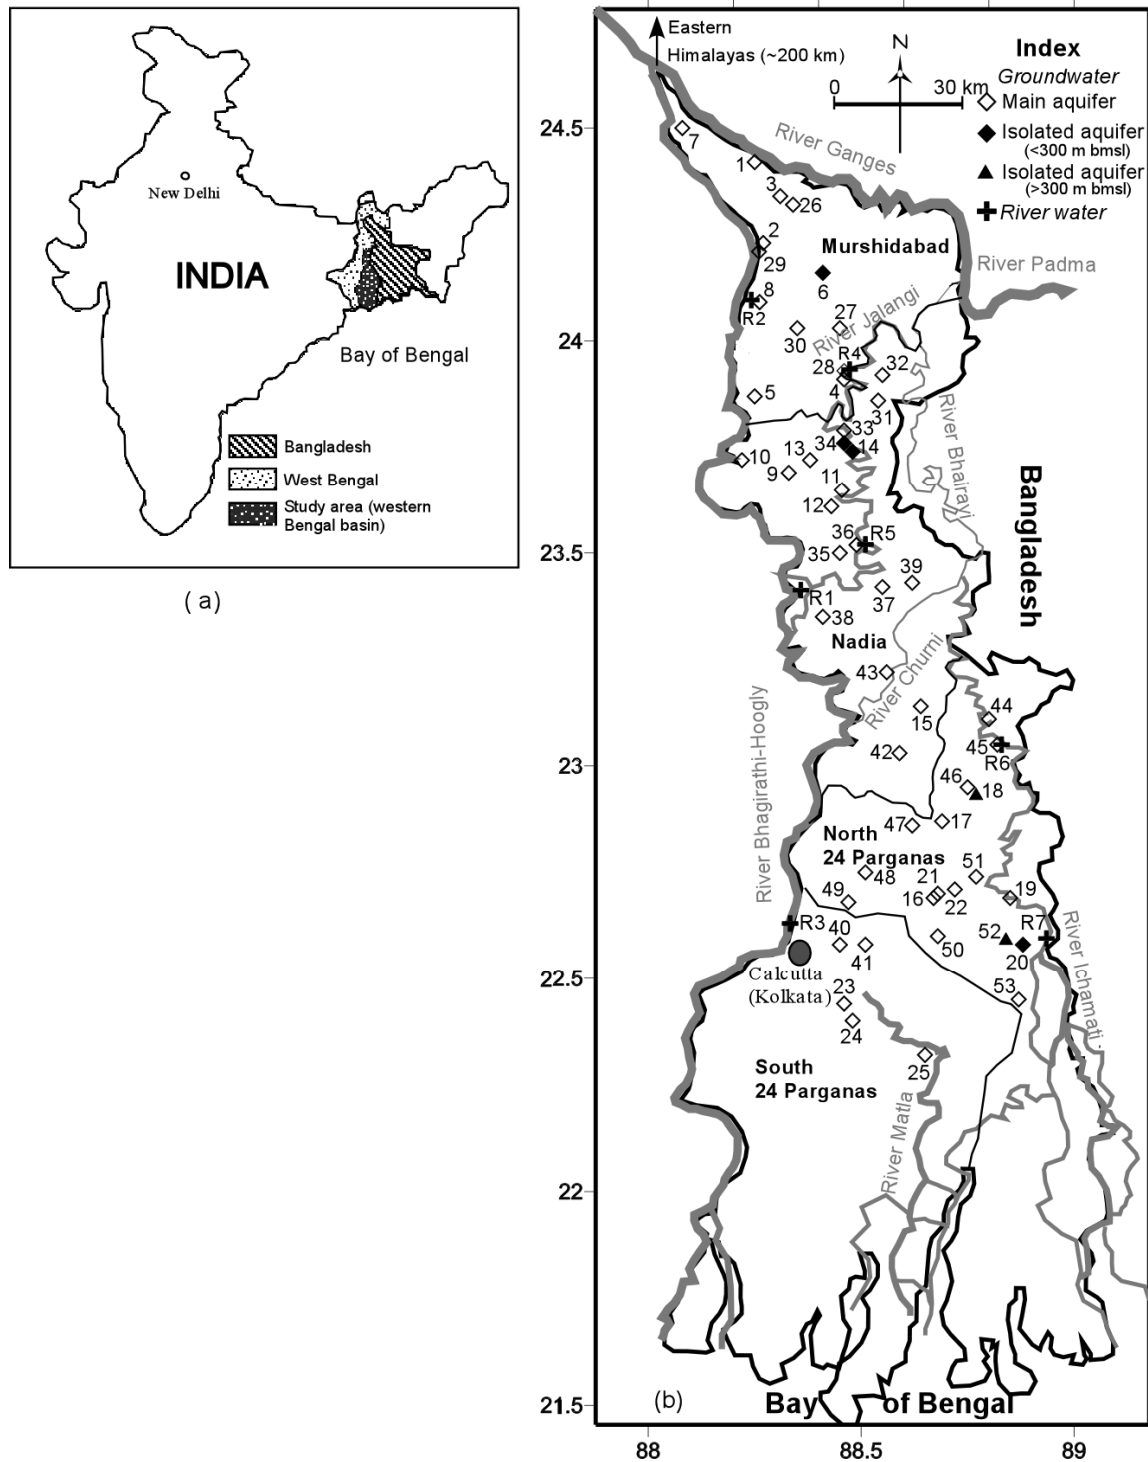 New Delhi
INDIA
Bay of Bengal
Bangladesh
West Bengal
Study area (western
Bengal basin)
( a)
Eastern
Himalayas (~200 km)
N
0 30 km
Index
Groundwater
Main aquifer
Isolated aquifer
(<300 m bmsl)
Isolated aquifer
(>300 m bmsl)
River water
24.5
24
23.5
23
22.5
22
21.5
88
88.5
89
River Ganges
7
1
3
26
2
29
Murshidabad
River Padma
6
8
R2
27
30
River Jalangi
R4
28
4
32
5
31
33
34
14
River Bhairayi
10
13
9
11
12
Bangladesh
36
R5
35
39
37
R1
38
Nadia
43
River Churni
15
44
45
R6
42
46
18
River Bhagirathi-Hoogly
47
17
North
24 Parganas
48
21
51
49
16
22
19
R3
40
41
50
52
R7
20
River Ichamati
Calcutta
(Kolkata)
23
24
53
25
South
24 Parganas
River Matla
(b)
Bay of Bengal